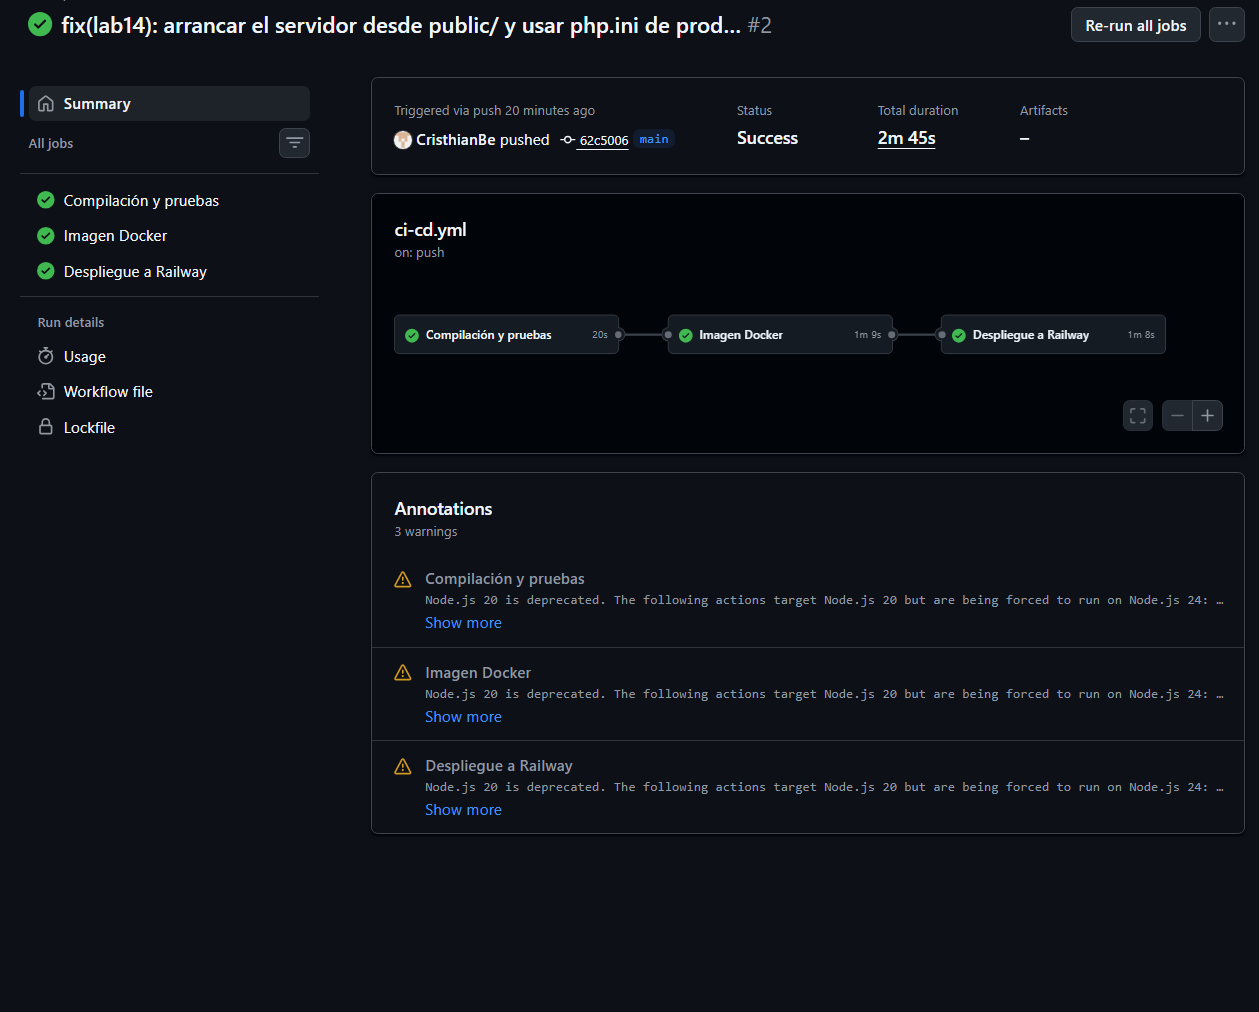 fix(lab14): arrancar el servidor desde public/ y usar php.ini de prod... #2
Re-run all jobs
Summary
All jobs
Compilación y pruebas
Imagen Docker
Despliegue a Railway
Run details
Usage
Workflow file
Lockfile
Triggered via push 20 minutes ago
CristhianBe pushed 62c5006 main
Status
Success
Total duration
2m 45s
Artifacts
–
ci-cd.yml
on: push
Compilación y pruebas 20s
Imagen Docker 1m 9s
Despliegue a Railway 1m 8s
Annotations
3 warnings
Compilación y pruebas
Node.js 20 is deprecated. The following actions target Node.js 20 but are being forced to run on Node.js 24: …
Show more
Imagen Docker
Node.js 20 is deprecated. The following actions target Node.js 20 but are being forced to run on Node.js 24: …
Show more
Despliegue a Railway
Node.js 20 is deprecated. The following actions target Node.js 20 but are being forced to run on Node.js 24: …
Show more